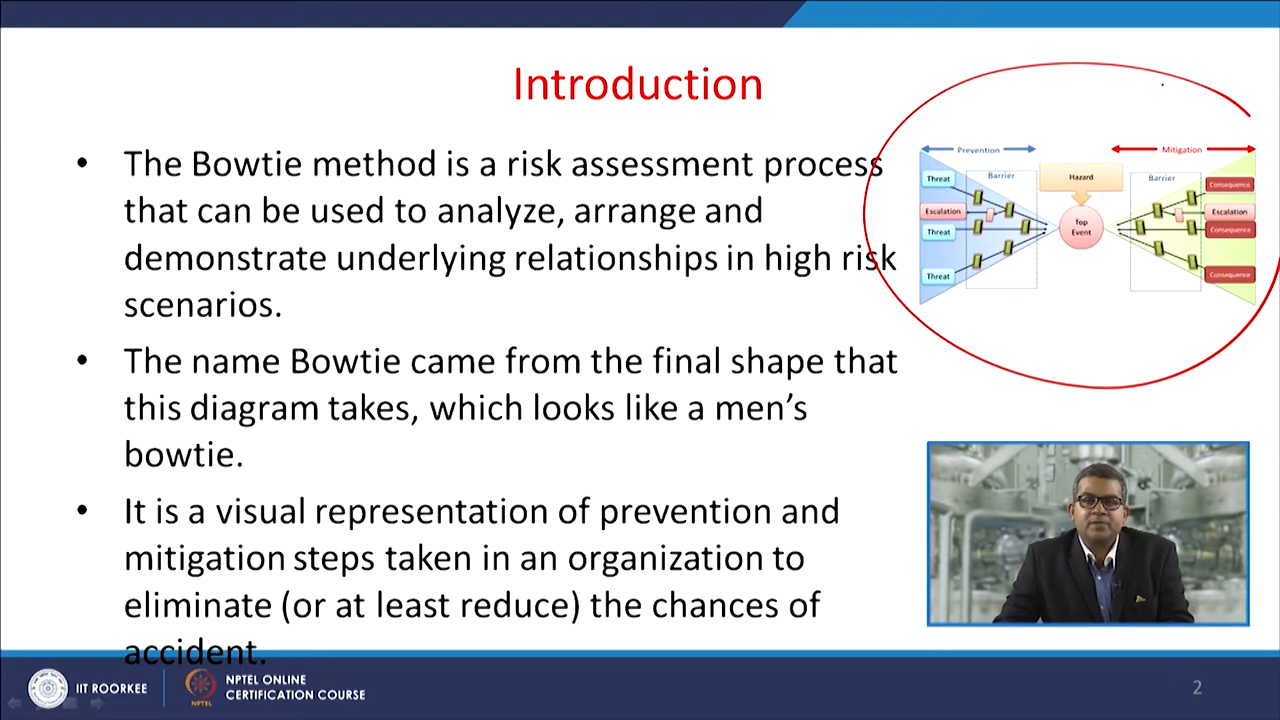 Introduction
• The Bowtie method is a risk assessment process
that can be used to analyze, arrange and
demonstrate underlying relationships in high risk
scenarios.
• The name Bowtie came from the final shape that
this diagram takes, which looks like a men’s
bowtie.
• It is a visual representation of prevention and
mitigation steps taken in an organization to
eliminate (or at least reduce) the chances of
accident.
Prevention
Mitigation
Threat
Barrier
Hazard
Barrier
Consequence
Escalation
Top
Event
Escalation
Threat
Consequence
Threat
Consequence
IIT ROORKEE
NPTEL
NPTEL ONLINE
CERTIFICATION COURSE
2